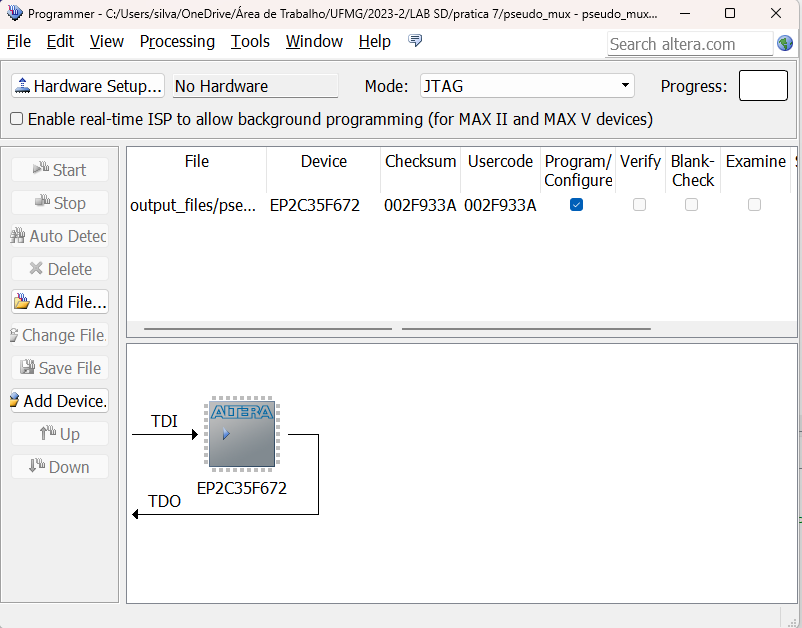 Programmer - C:/Users/silva/OneDrive/Área de Trabalho/UFMG/2023-2/LAB SD/pratica 7/pseudo_mux - pseudo_mux...
File Edit View Processing Tools Window Help
Search altera.com
Hardware Setup... No Hardware Mode: JTAG Progress:
Enable real-time ISP to allow background programming (for MAX II and MAX V devices)
Start
Stop
Auto Detec
Delete
Add File...
Change File.
Save File
Add Device.
Up
Down
File Device Checksum Usercode Program/ Verify Blank- Examine S
Configure Check
output_files/pse... EP2C35F672 002F933A 002F933A
ALTERA
TDI
EP2C35F672
TDO